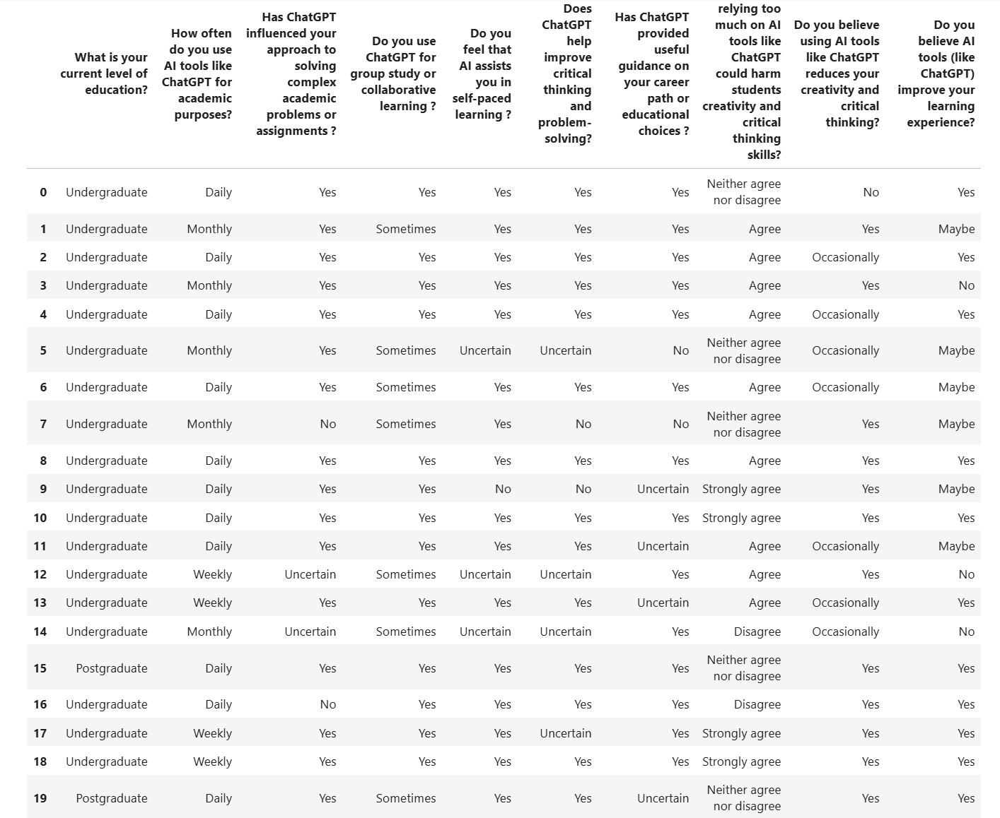 What is your current level of education? How often do you use AI tools like ChatGPT for academic purposes? Has ChatGPT influenced your approach to solving complex academic problems or assignments ? Do you use ChatGPT for group study or collaborative learning ? Do you feel that AI assists you in self-paced learning ? Does ChatGPT help improve critical thinking and problem-solving? Has ChatGPT provided useful guidance on your career path or educational choices ? relying too much on AI tools like ChatGPT could harm students creativity and critical thinking skills? Do you believe using AI tools like ChatGPT reduces your creativity and critical thinking? Do you believe AI tools (like ChatGPT) improve your learning experience?
0 Undergraduate Daily Yes Yes Yes Yes Yes Neither agree nor disagree No Yes
1 Undergraduate Monthly Yes Sometimes Yes Yes Yes Agree Yes Maybe
2 Undergraduate Daily Yes Yes Yes Yes Yes Agree Occasionally Yes
3 Undergraduate Monthly Yes Yes Yes Yes Yes Agree Yes No
4 Undergraduate Daily Yes Yes Yes Yes Yes Agree Occasionally Yes
5 Undergraduate Monthly Yes Sometimes Uncertain Uncertain No Neither agree nor disagree Occasionally Maybe
6 Undergraduate Daily Yes Sometimes Yes Yes Yes Agree Occasionally Maybe
7 Undergraduate Monthly No Sometimes Yes No No Neither agree nor disagree Yes Maybe
8 Undergraduate Daily Yes Yes Yes Yes Yes Agree Yes Yes
9 Undergraduate Daily Yes Yes No No Uncertain Strongly agree Yes Maybe
10 Undergraduate Daily Yes Yes Yes Yes Yes Strongly agree Yes Yes
11 Undergraduate Daily Yes Yes Yes Yes Uncertain Agree Occasionally Maybe
12 Undergraduate Weekly Uncertain Sometimes Uncertain Uncertain Yes Agree Yes No
13 Undergraduate Weekly Yes Yes Yes Yes Uncertain Agree Occasionally Yes
14 Undergraduate Monthly Uncertain Sometimes Uncertain Uncertain Yes Disagree Occasionally No
15 Postgraduate Daily Yes Yes Yes Yes Yes Neither agree nor disagree Yes Yes
16 Undergraduate Daily No Yes Yes Yes Yes Disagree Yes Yes
17 Undergraduate Weekly Yes Yes Yes Uncertain Yes Strongly agree Yes Yes
18 Undergraduate Weekly Yes Yes Yes Yes Yes Strongly agree Yes Yes
19 Postgraduate Daily Yes Sometimes Yes Yes Uncertain Neither agree nor disagree Yes Yes